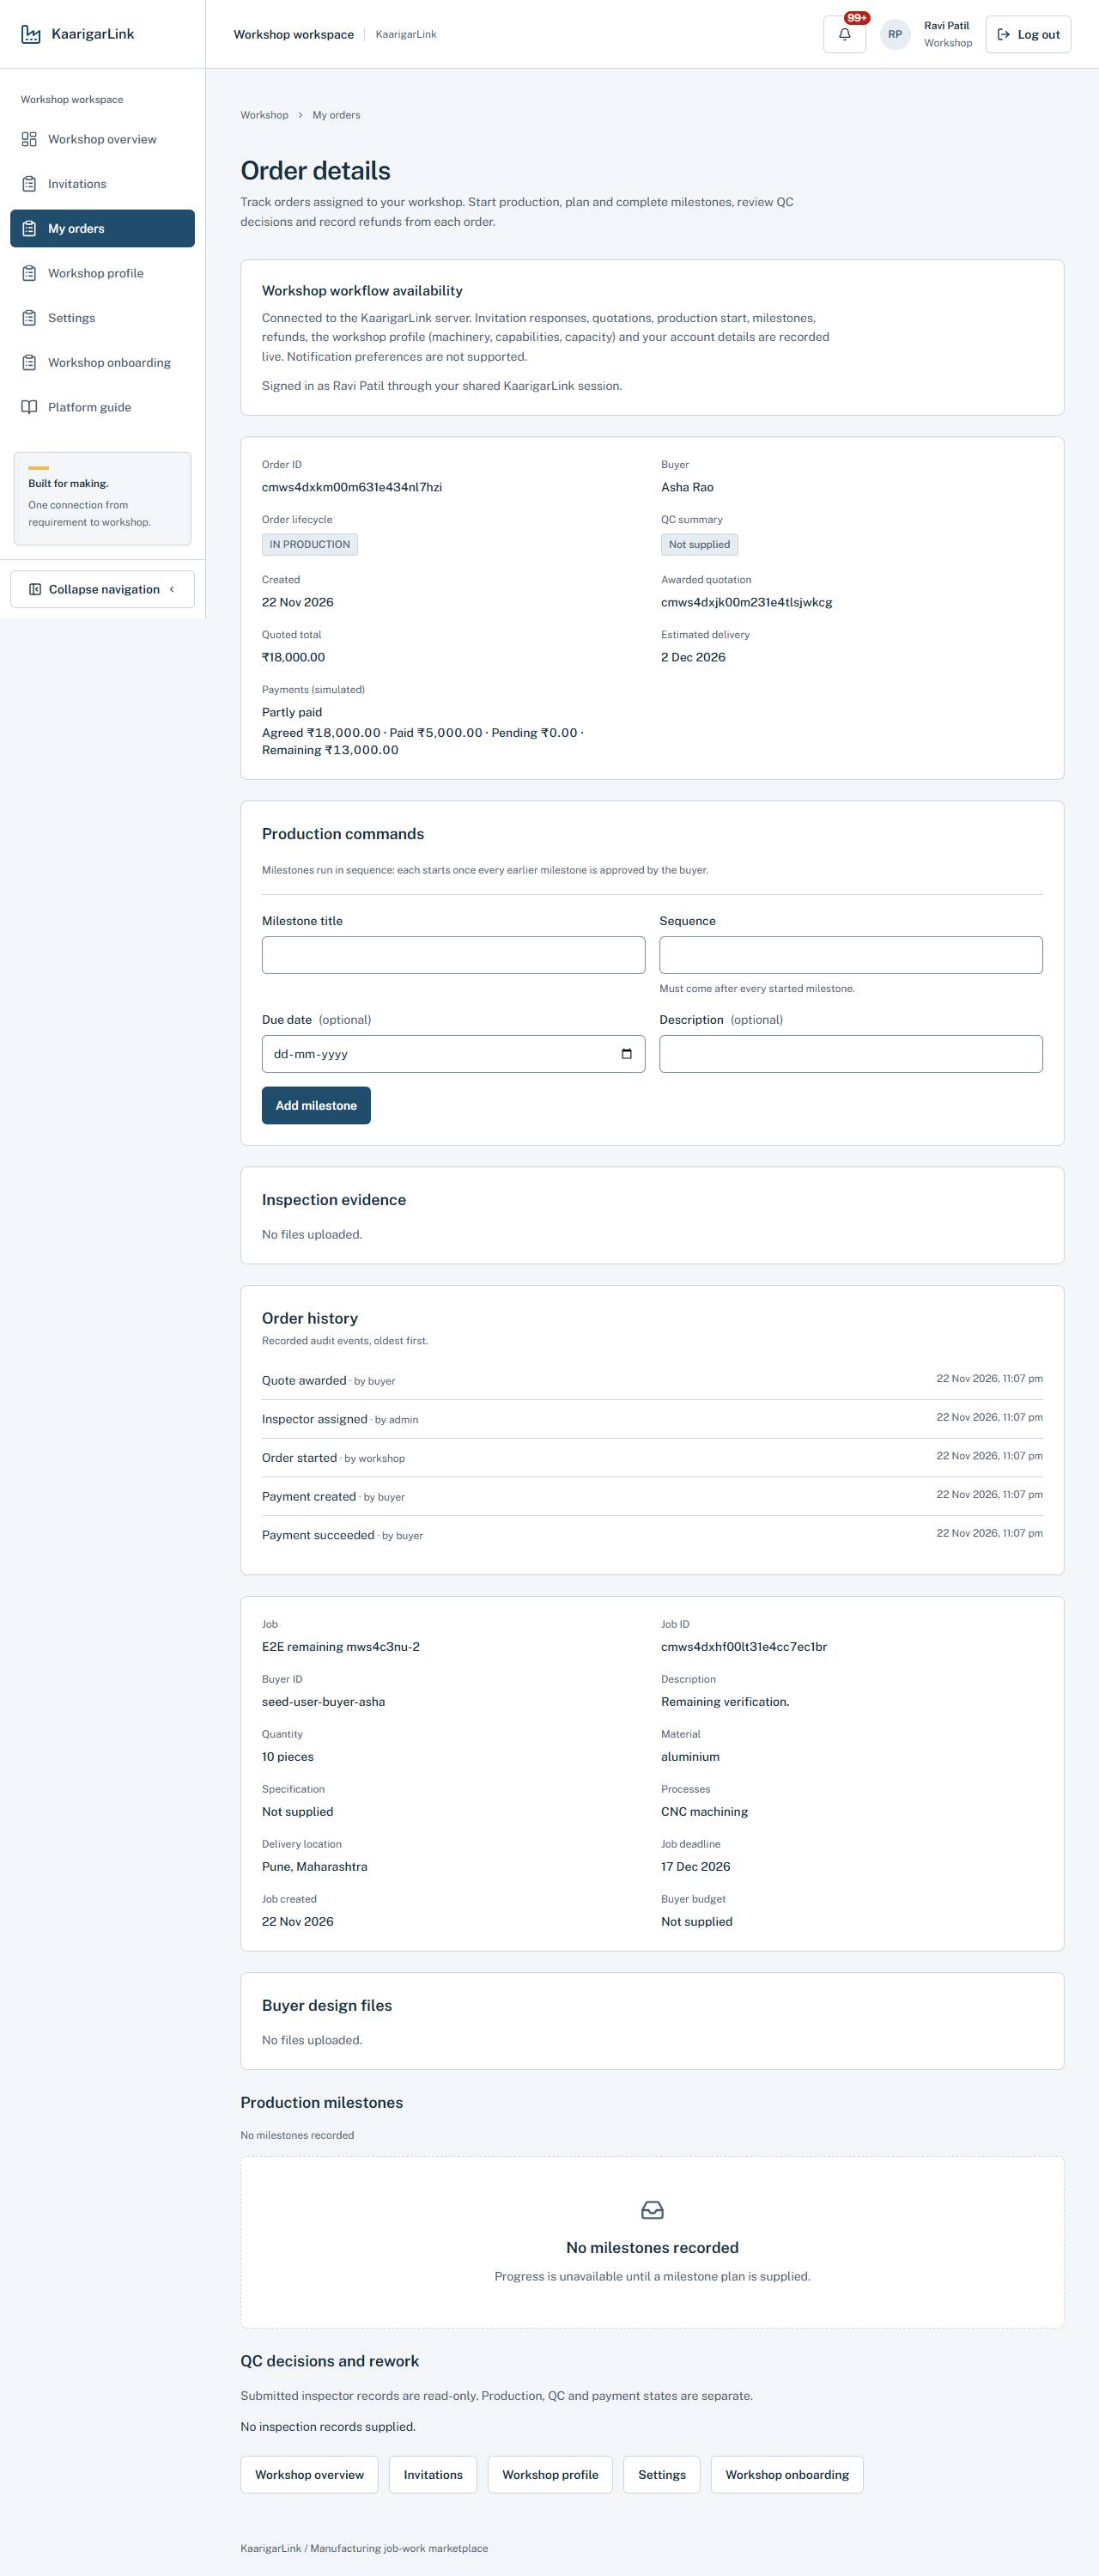 KaarigarLink
Workshop workspace
KaarigarLink
99+
RP
Ravi Patil
Workshop
Log out
Workshop workspace
Workshop overview
Invitations
My orders
Workshop profile
Settings
Workshop onboarding
Platform guide
Built for making.
One connection from
requirement to workshop.
Collapse navigation
Workshop
My orders
Order details
Track orders assigned to your workshop. Start production, plan and complete milestones, review QC
decisions and record refunds from each order.
Workshop workflow availability
Connected to the KaarigarLink server. Invitation responses, quotations, production start, milestones,
refunds, the workshop profile (machinery, capabilities, capacity) and your account details are recorded
live. Notification preferences are not supported.
Signed in as Ravi Patil through your shared KaarigarLink session.
Order ID
cmws4dxkm00m631e434nl7hzi
Buyer
Asha Rao
Order lifecycle
IN PRODUCTION
QC summary
Not supplied
Created
22 Nov 2026
Awarded quotation
cmws4dxjk00m231e4tlsjwkcg
Quoted total
₹18,000.00
Estimated delivery
2 Dec 2026
Payments (simulated)
Partly paid
Agreed ₹18,000.00 · Paid ₹5,000.00 · Pending ₹0.00 ·
Remaining ₹13,000.00
Production commands
Milestones run in sequence: each starts once every earlier milestone is approved by the buyer.
Milestone title
Sequence
Must come after every started milestone.
Due date (optional)
dd-mm-yyyy
Description (optional)
Add milestone
Inspection evidence
No files uploaded.
Order history
Recorded audit events, oldest first.
Quote awarded · by buyer 22 Nov 2026, 11:07 pm
Inspector assigned · by admin 22 Nov 2026, 11:07 pm
Order started · by workshop 22 Nov 2026, 11:07 pm
Payment created · by buyer 22 Nov 2026, 11:07 pm
Payment succeeded · by buyer 22 Nov 2026, 11:07 pm
Job
E2E remaining mws4c3nu-2
Job ID
cmws4dxhf00lt31e4cc7ec1br
Buyer ID
seed-user-buyer-asha
Description
Remaining verification.
Quantity
10 pieces
Material
aluminium
Specification
Not supplied
Processes
CNC machining
Delivery location
Pune, Maharashtra
Job deadline
17 Dec 2026
Job created
22 Nov 2026
Buyer budget
Not supplied
Buyer design files
No files uploaded.
Production milestones
No milestones recorded
No milestones recorded
Progress is unavailable until a milestone plan is supplied.
QC decisions and rework
Submitted inspector records are read-only. Production, QC and payment states are separate.
No inspection records supplied.
Workshop overview
Invitations
Workshop profile
Settings
Workshop onboarding
KaarigarLink / Manufacturing job-work marketplace